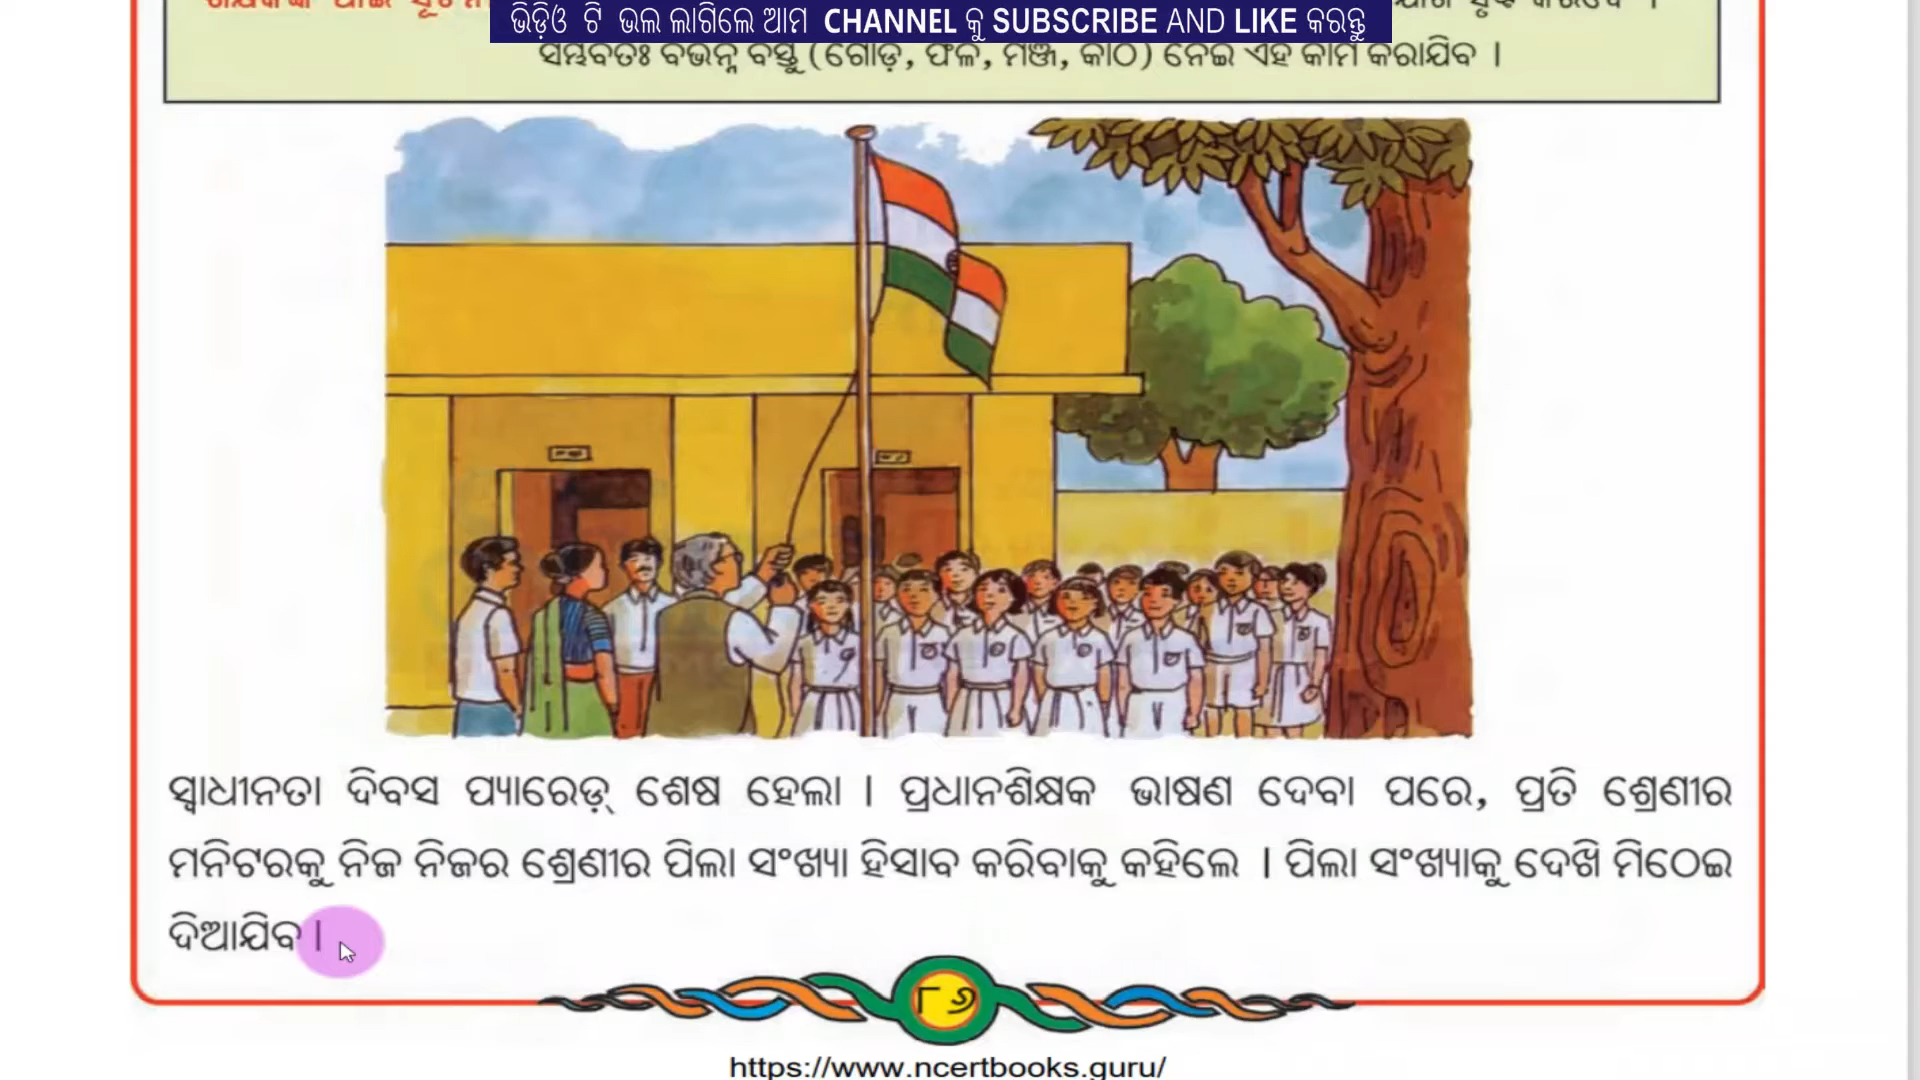 ଭିଡ଼ିଓ ଟି ଭଲ ଲାଗିଲେ ଆମ CHANNEL କୁ SUBSCRIBE AND LIKE କରନ୍ତୁ
ସମ୍ଭବତଃ ବିଭିନ୍ନ ବସ୍ତୁ (ଗୋଡ଼ି, ଫଳ, ମଞ୍ଜି, କାଠି) ନେଇ ଏହି କାମ କରାଯିବ ।
ସ୍ୱାଧୀନତା ଦିବସ ପ୍ୟାରେଡ଼୍ ଶେଷ ହେଲା । ପ୍ରଧାନଶିକ୍ଷକ ଭାଷଣ ଦେବା ପରେ, ପ୍ରତି ଶ୍ରେଣୀର
ମନିଟରକୁ ନିଜ ନିଜର ଶ୍ରେଣୀର ପିଲା ସଂଖ୍ୟା ହିସାବ କରିବାକୁ କହିଲେ । ପିଲା ସଂଖ୍ୟାକୁ ଦେଖି ମିଠେଇ
ଦିଆଯିବ ।
୮୬
https://www.ncertbooks.guru/